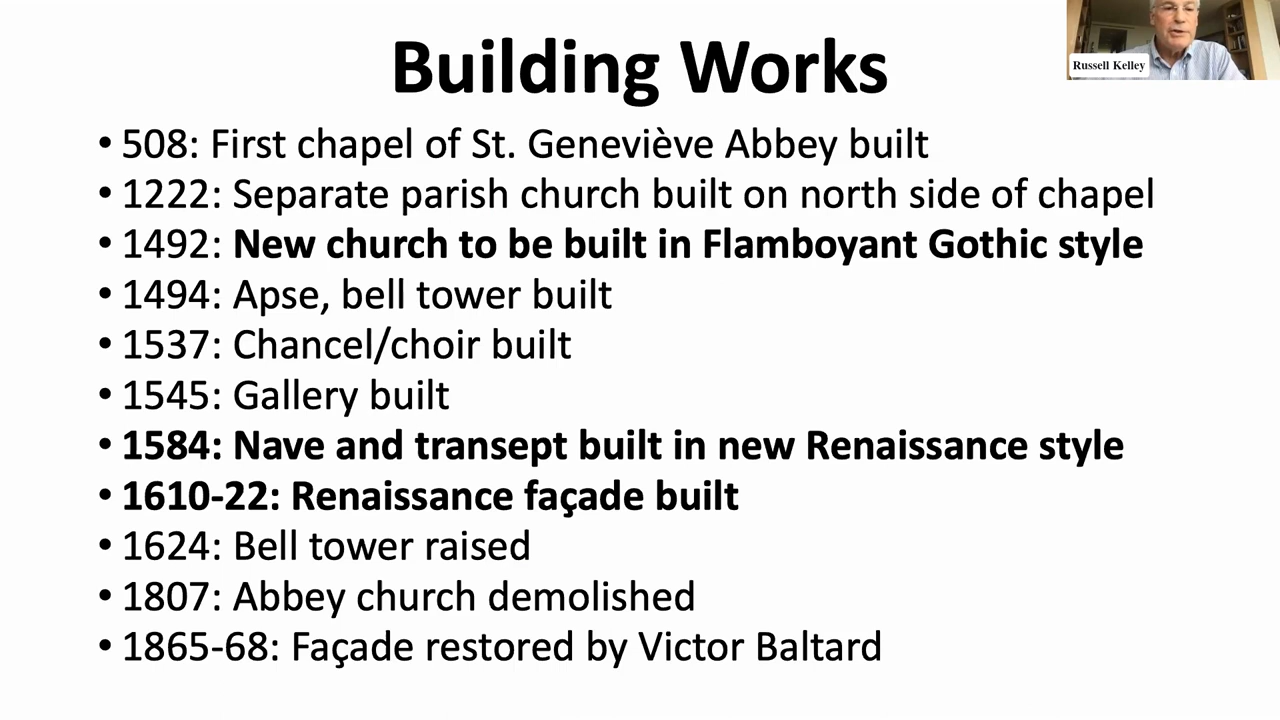 Building Works
Russell Kelley
• 508: First chapel of St. Geneviève Abbey built
• 1222: Separate parish church built on north side of chapel
• 1492: New church to be built in Flamboyant Gothic style
• 1494: Apse, bell tower built
• 1537: Chancel/choir built
• 1545: Gallery built
• 1584: Nave and transept built in new Renaissance style
• 1610-22: Renaissance façade built
• 1624: Bell tower raised
• 1807: Abbey church demolished
• 1865-68: Façade restored by Victor Baltard